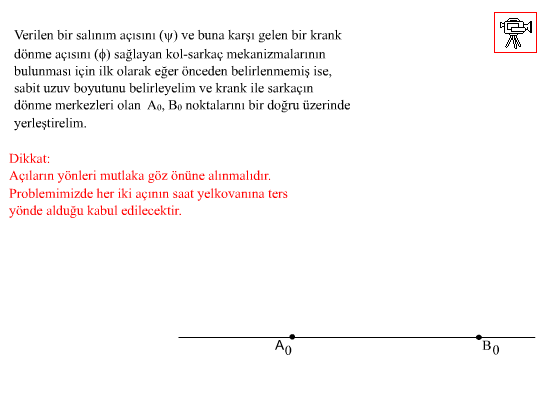 Verilen bir salınım açısını (ψ) ve buna karşı gelen bir krank
dönme açısını (ϕ) sağlayan kol-sarkaç mekanizmalarının
bulunması için ilk olarak eğer önceden belirlenmemiş ise,
sabit uzuv boyutunu belirleyelim ve krank ile sarkaçın
dönme merkezleri olan A₀, B₀ noktalarını bir doğru üzerinde
yerleştirelim.
Dikkat:
Açıların yönleri mutlaka göz önüne alınmalıdır.
Problemimizde her iki açının saat yelkovanına ters
yönde alduğu kabul edilecektir.
A₀ B₀